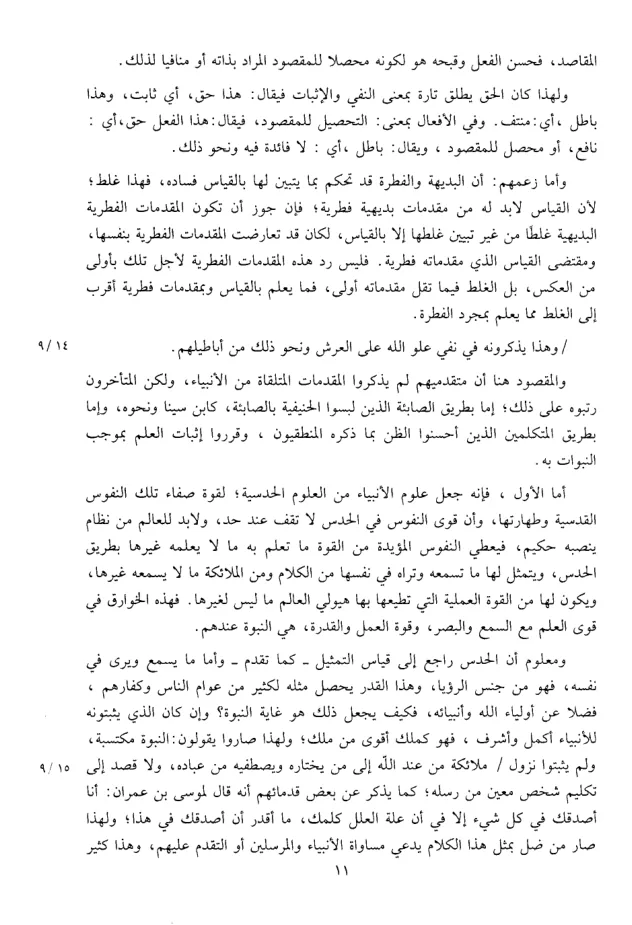 المقاصد، فحسن الفعل وقبحه هو لكونه محصلا للمقصود المراد بذاته أو منافيا لذلك.
ولهذا كان الحق يطلق تارة بمعنى النفي والإثبات فيقال: هذا حق، أي ثابت، وهذا
باطل ،أي: منتف. وفي الأفعال بمعنى: التحصيل للمقصود، فيقال: هذا الفعل حق،أي :
نافع، أو محصل للمقصود ، ويقال: باطل ،أي : لا فائدة فيه ونحو ذلك.
وأما زعمهم: أن البديهة والفطرة قد تحكم بما يتبين لها بالقياس فساده، فهذا غلط؛
لأن القياس لابد له من مقدمات بديهية فطرية؛ فإن جوز أن تكون المقدمات الفطرية
البديهية غلطًا من غير تبيين غلطها إلا بالقياس، لكان قد تعارضت المقدمات الفطرية بنفسها،
ومقتضى القياس الذي مقدماته فطرية. فليس رد هذه المقدمات الفطرية لأجل تلك بأولى
من العكس، بل الغلط فيما تقل مقدماته أولى، فما يعلم بالقياس وبمقدمات فطرية أقرب
إلى الغلط مما يعلم بمجرد الفطرة.
/ وهذا يذكرونه في نفي علو الله على العرش ونحو ذلك من أباطيلهم. ٩/١٤
والمقصود هنا أن متقدميهم لم يذكروا المقدمات المتلقاة من الأنبياء، ولكن المتأخرون
رتبوه على ذلك؛ إما بطريق الصابئة الذين لبسوا الحنيفية بالصابئة، كابن سينا ونحوه، وإما
بطريق المتكلمين الذين أحسنوا الظن بما ذكره المنطقيون ، وقرروا إثبات العلم بموجب
النبوات به.
أما الأول ، فإنه جعل علوم الأنبياء من العلوم الحدسية؛ لقوة صفاء تلك النفوس
القدسية وطهارتها، وأن قوى النفوس في الحدس لا تقف عند حد، ولابد للعالم من نظام
ينصبه حكيم، فيعطي النفوس المؤيدة من القوة ما تعلم به ما لا يعلمه غيرها بطريق
الحدس، ويتمثل لها ما تسمعه وتراه في نفسها من الكلام ومن الملائكة ما لا يسمعه غيرها،
ويكون لها من القوة العملية التي تطيعها بها هيولي العالم ما ليس لغيرها. فهذه الخوارق في
قوى العلم مع السمع والبصر، وقوة العمل والقدرة، هي النبوة عندهم.
ومعلوم أن الحدس راجع إلى قياس التمثيل ـ كما تقدم ـ وأما ما يسمع ويرى في
نفسه، فهو من جنس الرؤيا، وهذا القدر يحصل مثله لكثير من عوام الناس وكفارهم ،
فضلا عن أولياء الله وأنبيائه، فكيف يجعل ذلك هو غاية النبوة؟ وإن كان الذي يثبتونه
للأنبياء أكمل وأشرف ، فهو كملك أقوى من ملك؛ ولهذا صاروا يقولون: النبوة مكتسبة،
ولم يثبتوا نزول / ملائكة من عند الله إلى من يختاره ويصطفيه من عباده، ولا قصد إلى ٩/١٥
تكليم شخص معين من رسله؛ كما يذكر عن بعض قدمائهم أنه قال لموسى بن عمران: أنا
أصدقك في كل شيء إلا في أن علة العلل كلمك، ما أقدر أن أصدقك في هذا؛ ولهذا
صار من ضل بمثل هذا الكلام يدعي مساواة الأنبياء والمرسلين أو التقدم عليهم، وهذا كثير
١١